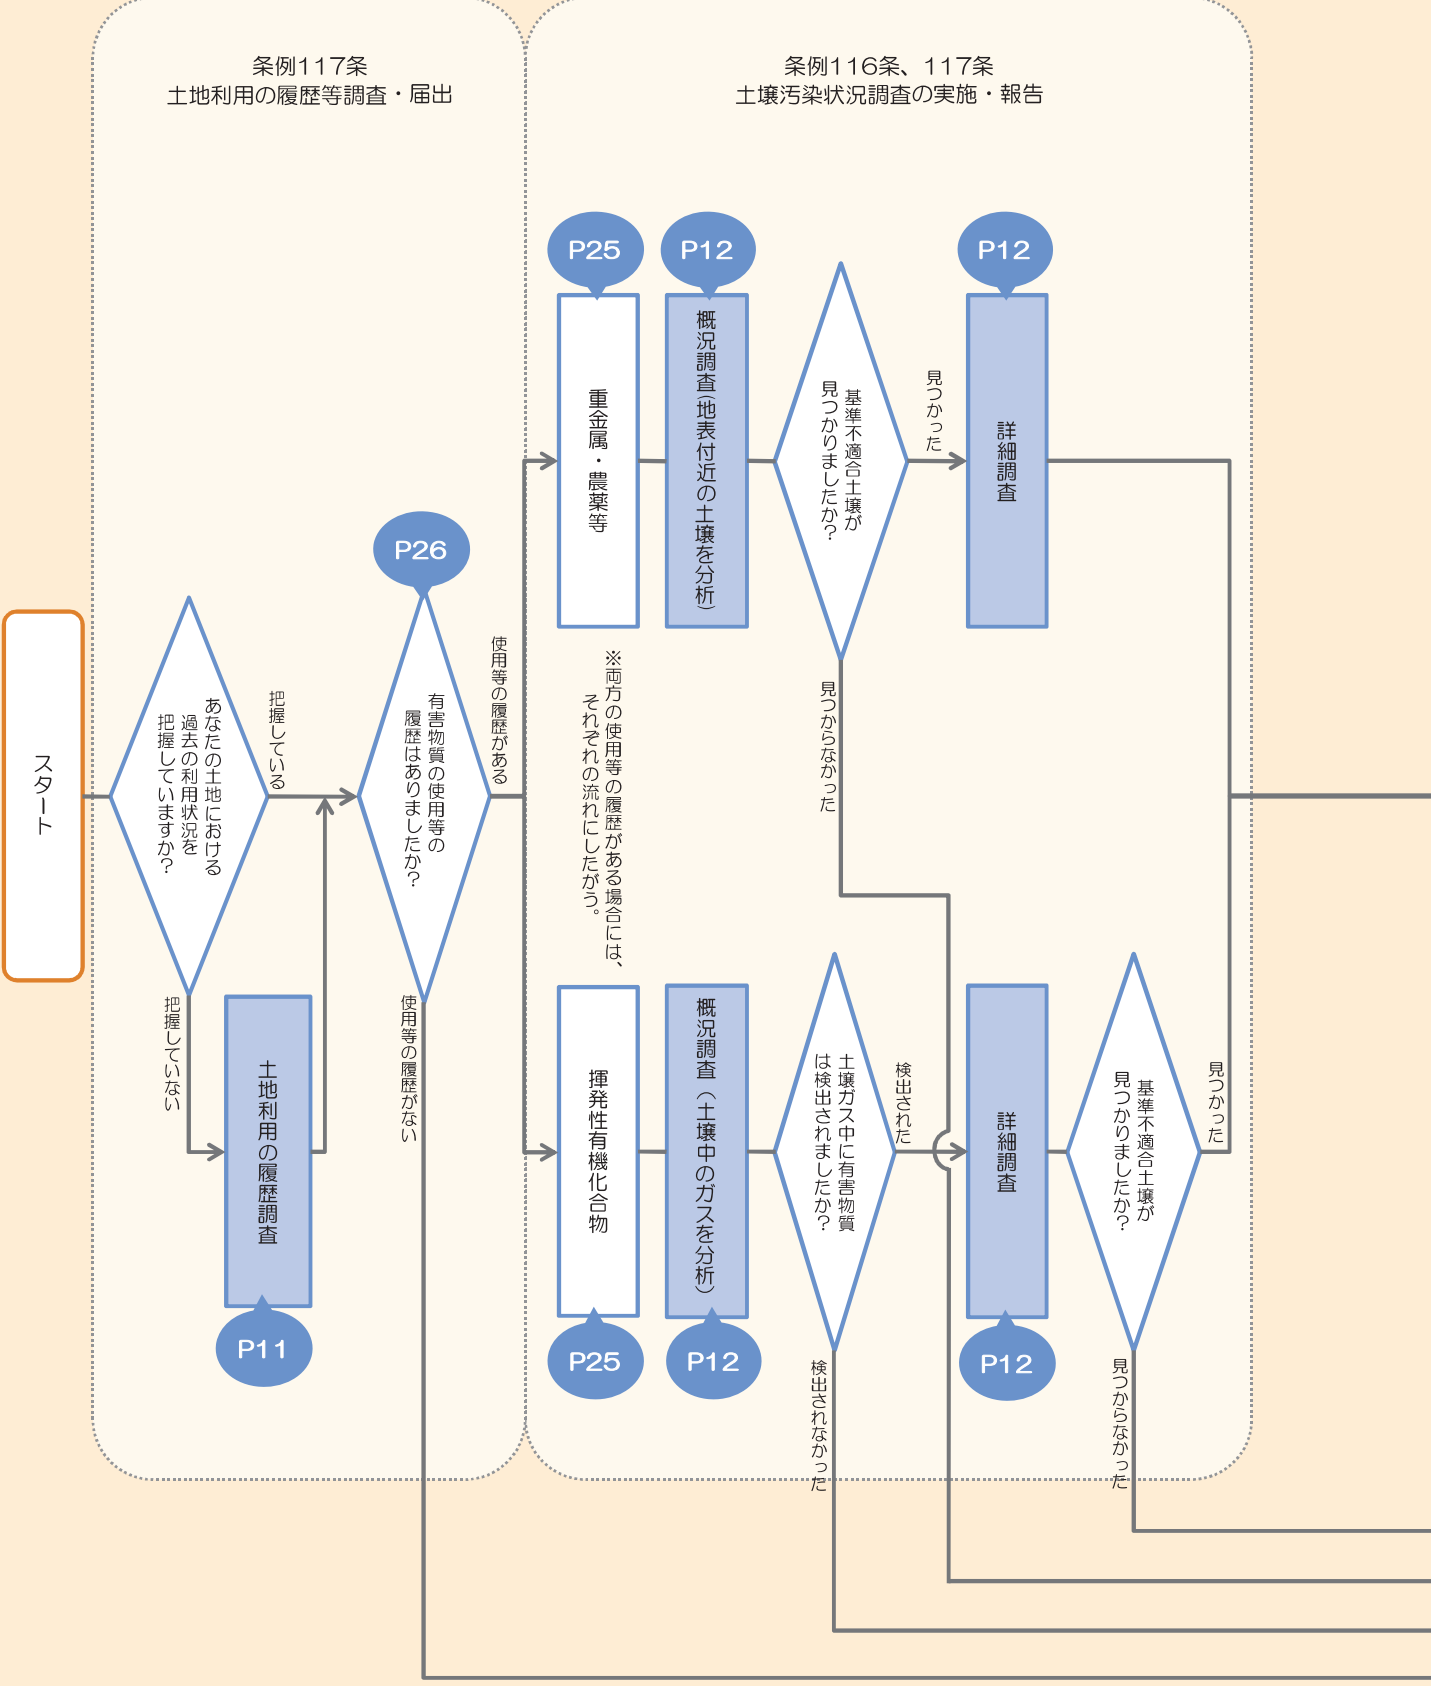 条例117条
土地利用の履歴等調査・届出
スタート
あなたの土地における
過去の利用状況を
把握していますか？
把握している
把握していない
土地利用の履歴調査
P11
P26
有害物質の使用等の
履歴はありましたか？
使用等の履歴がある
使用等の履歴がない
条例116条、117条
土壌汚染状況調査の実施・報告
P25
重金属・農薬等
P12
概況調査(地表付近の土壌を分析)
基準不適合土壌が
見つかりましたか？
見つかった
見つからなかった
P12
詳細調査
※両方の使用等の履歴がある場合には、
それぞれの流れにしたがう。
揮発性有機化合物
P25
概況調査（土壌中のガスを分析）
P12
土壌ガス中に有害物質
は検出されましたか？
検出された
検出されなかった
詳細調査
P12
基準不適合土壌が
見つかりましたか？
見つかった
見つからなかった